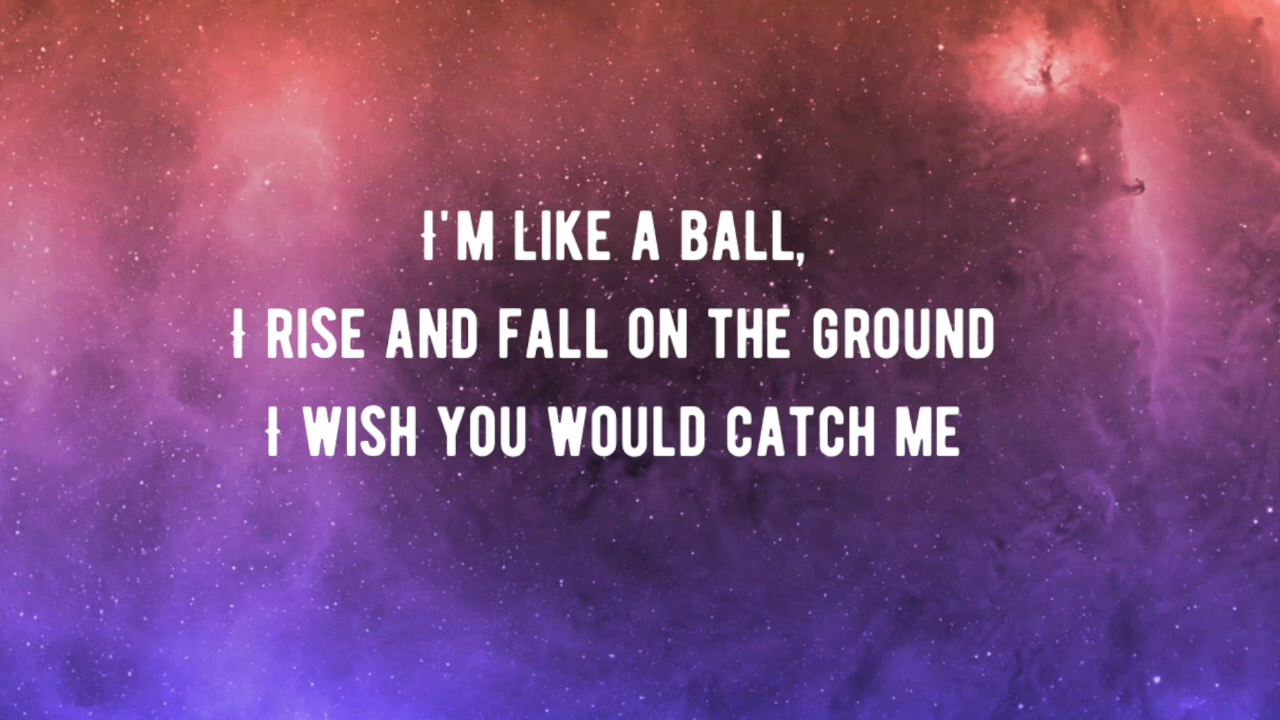 I'M LIKE A BALL,
I RISE AND FALL ON THE GROUND
I WISH YOU WOULD CATCH ME